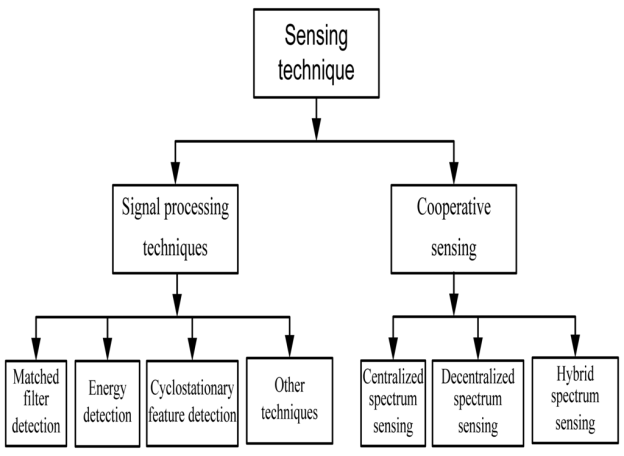 Sensing
technique
Signal processing
techniques
Cooperative
sensing
Matched
filter
detection
Energy
detection
Cyclostationary
feature detection
Other
techniques
Centralized
spectrum
sensing
Decentralized
spectrum
sensing
Hybrid
spectrum
sensing